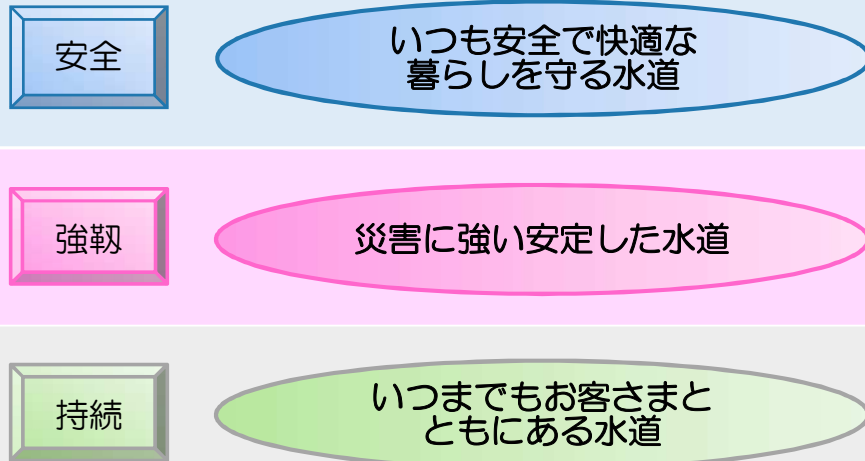 安全
いつも安全で快適な
暮らしを守る水道
強靱
災害に強い安定した水道
持続
いつまでもお客さまと
ともにある水道